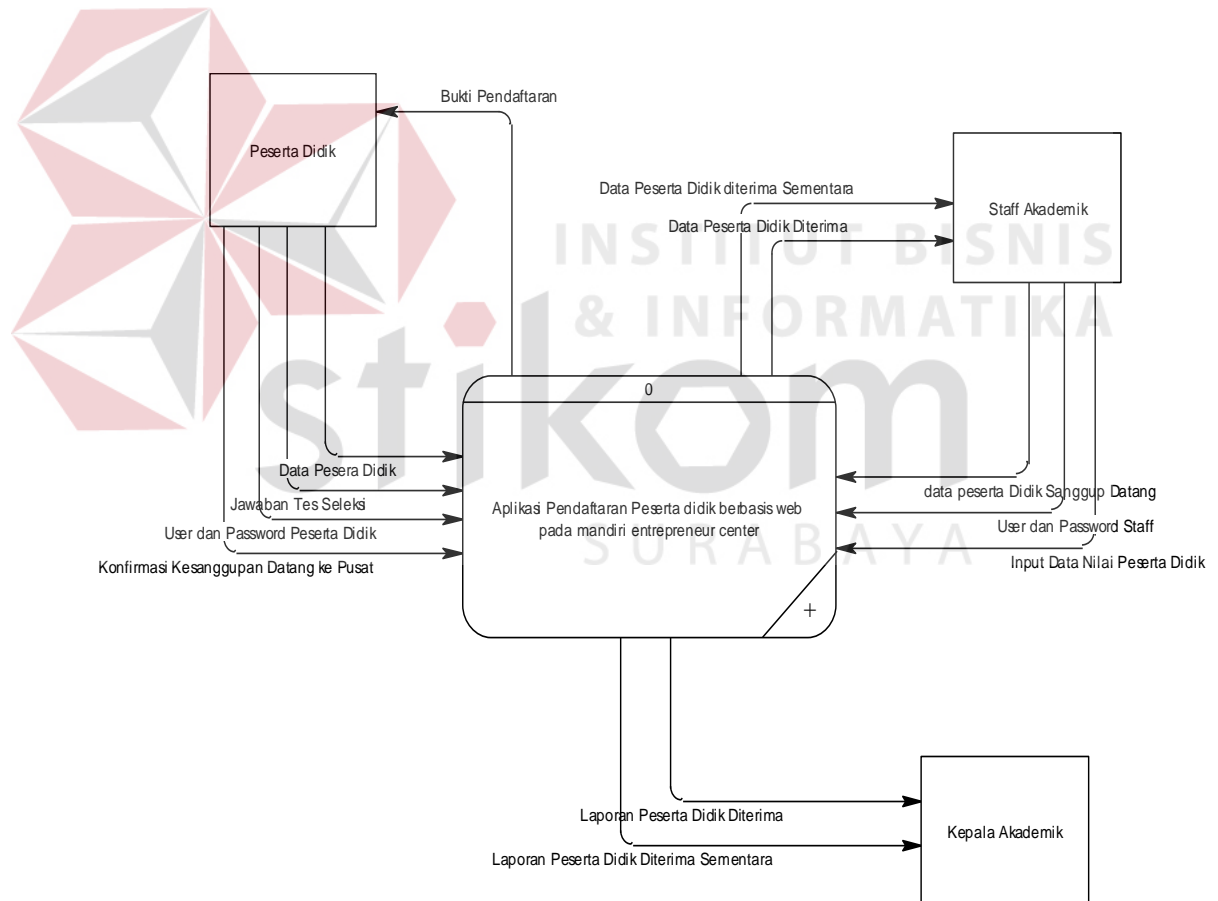 Bukti Pendaftaran
Peserta Didik
Data Peserta Didik diterima Sementara
Staff Akademik
Data Peserta Didik Diterima
INSTITUT BISNIS
& INFORMATIKA
stikom
SURABAYA
0
Data Pesera Didik
Jawaban Tes Seleksi
User dan Password Peserta Didik
Konfirmasi Kesanggupan Datang ke Pusat
Aplikasi Pendaftaran Peserta didik berbasis web
pada mandiri entrepreneur center
+
data peserta Didik Sanggup Datang
User dan Password Staff
Input Data Nilai Peserta Didik
Laporan Peserta Didik Diterima
Laporan Peserta Didik Diterima Sementara
Kepala Akademik